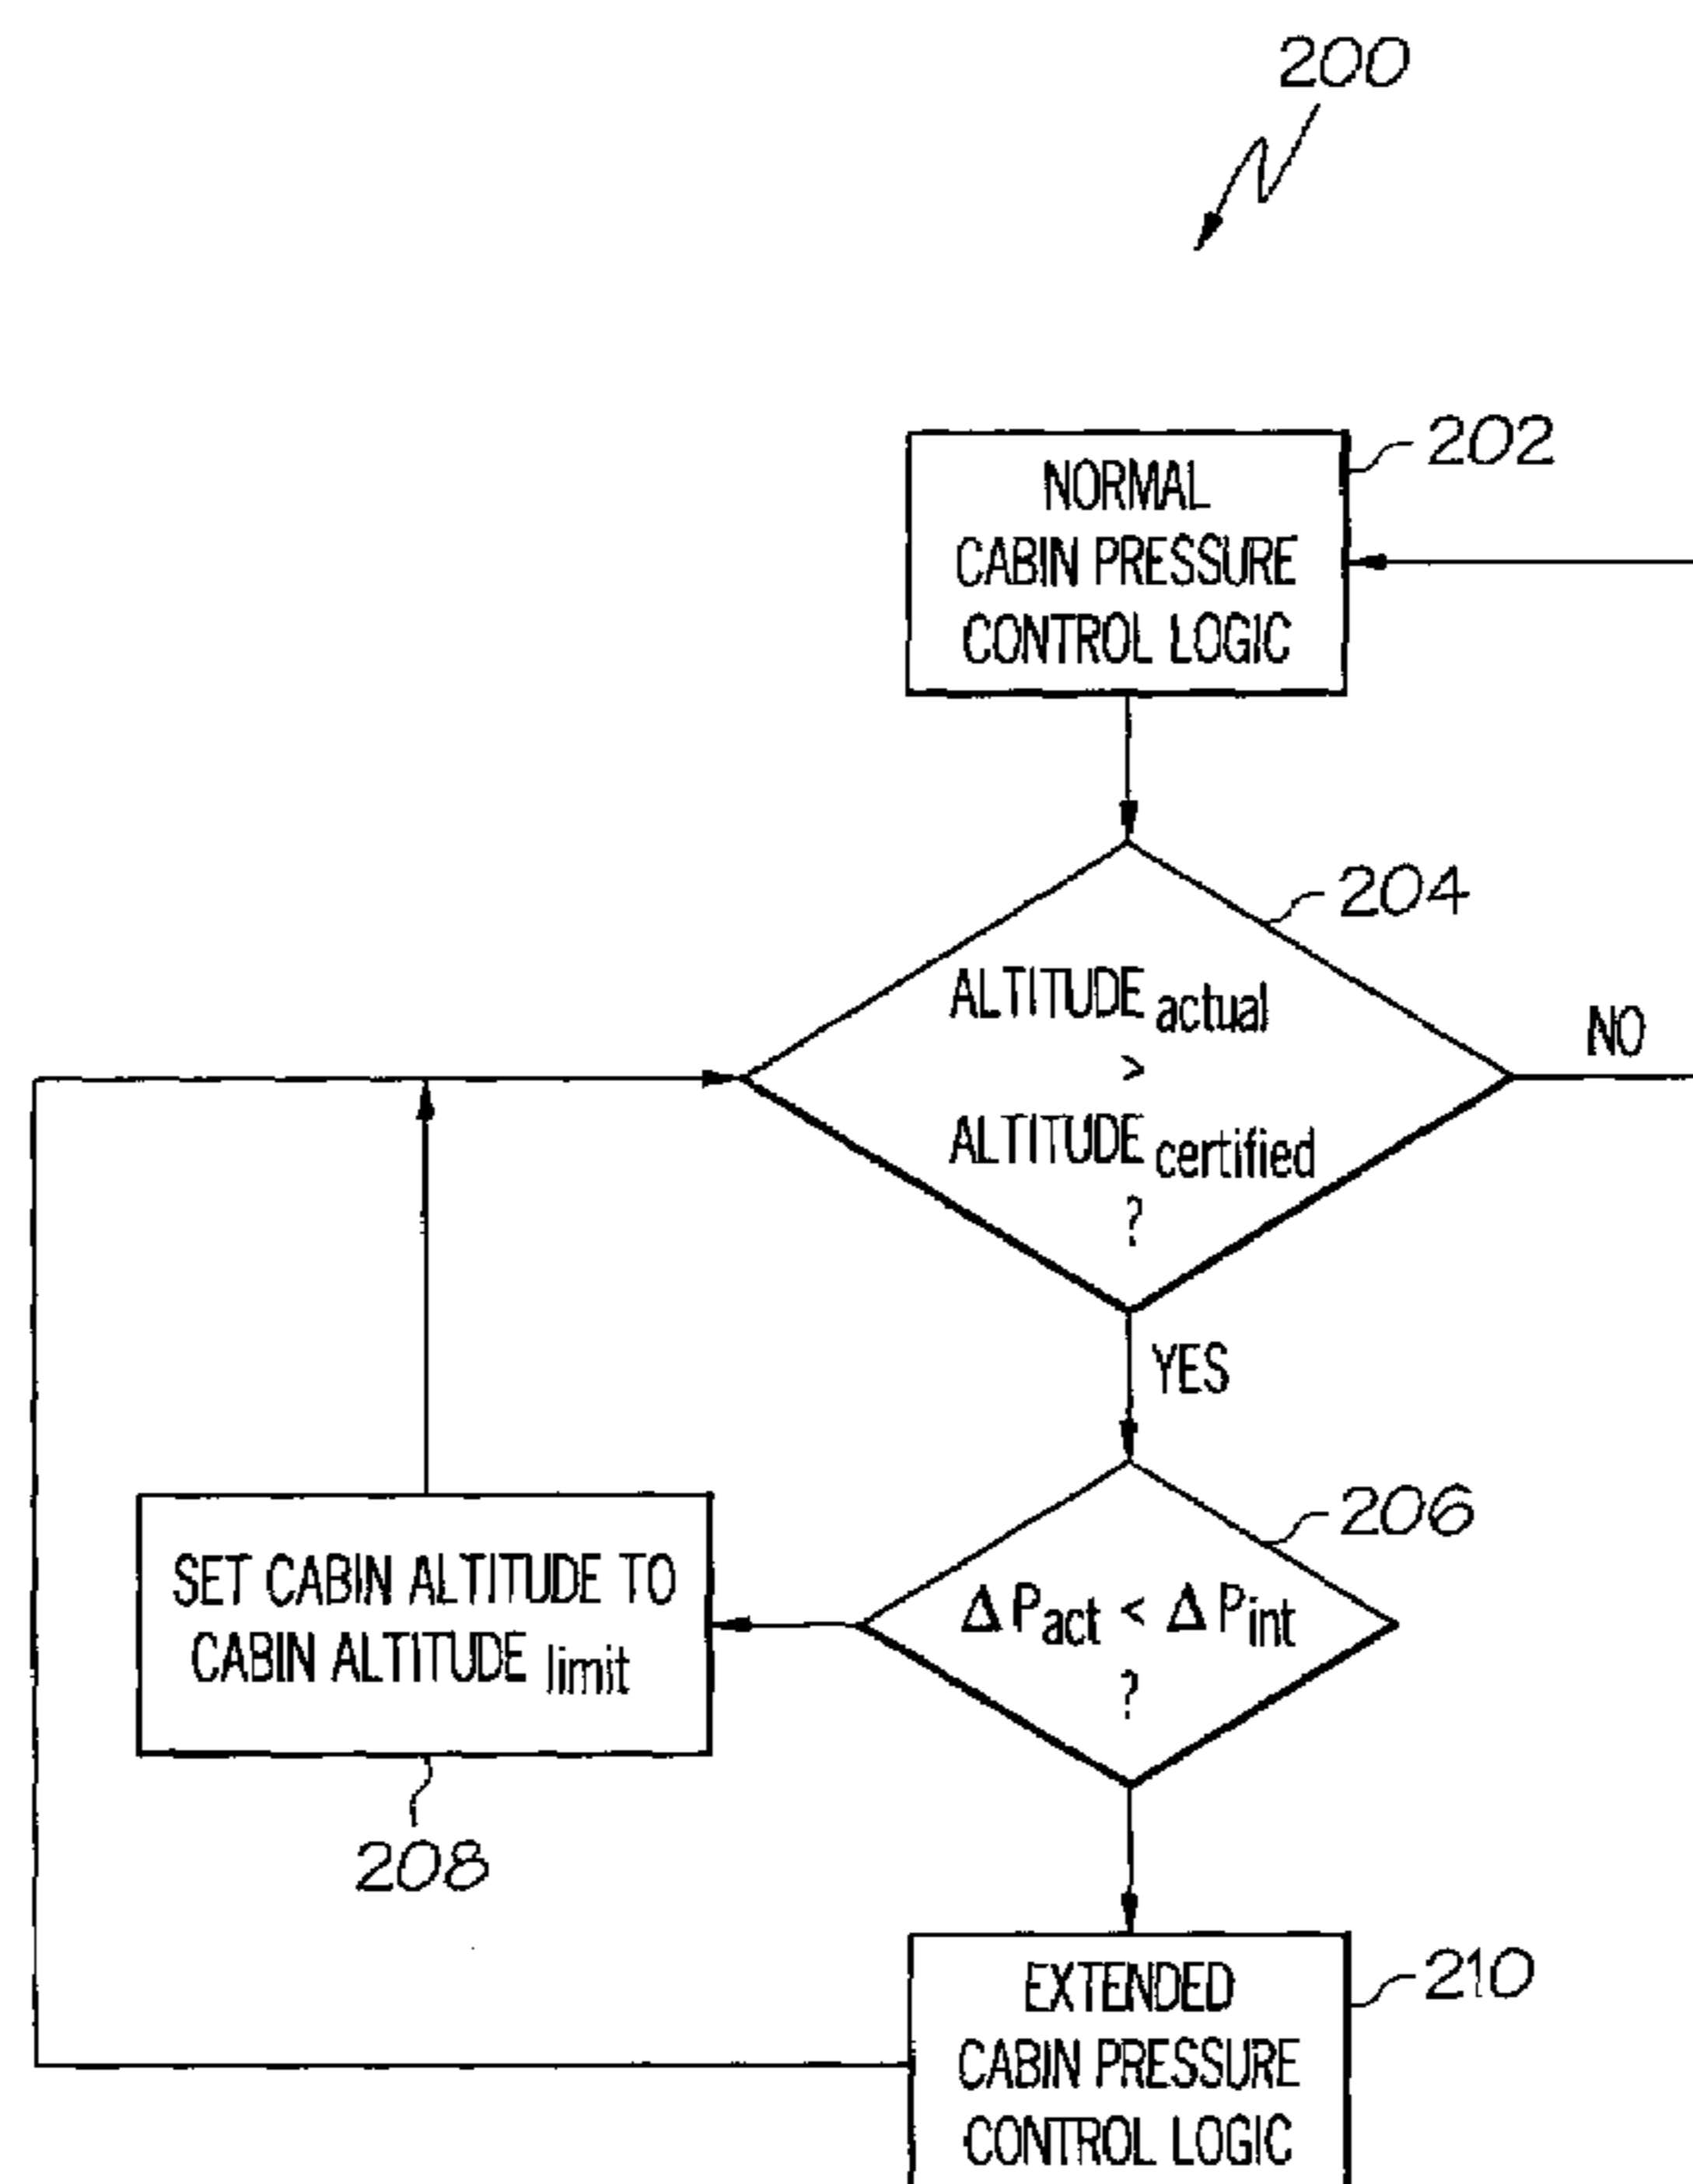 200
202
NORMAL
CABIN PRESSURE
CONTROL LOGIC
204
ALTITUDE actual
>
ALTITUDE certified
?
NO
YES
206
ΔPact < ΔPint
?
SET CABIN ALTITUDE TO
CABIN ALTITUDE limit
208
210
EXTENDED
CABIN PRESSURE
CONTROL LOGIC